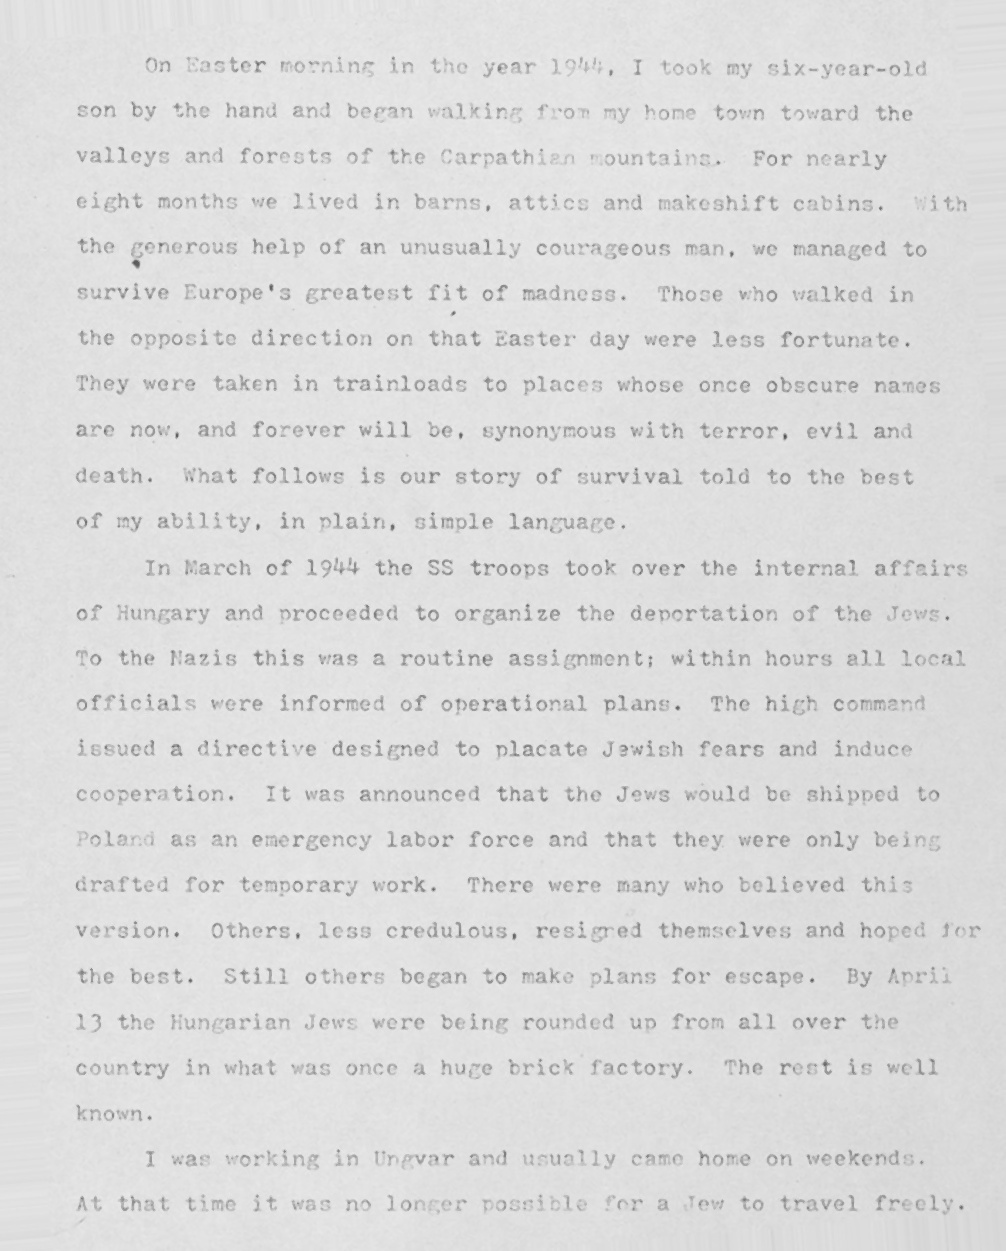 On Easter morning in the year 1944, I took my six-year-old
son by the hand and began walking from my home town toward the
valleys and forests of the Carpathian mountains.  For nearly
eight months we lived in barns, attics and makeshift cabins.  With
the generous help of an unusually courageous man, we managed to
survive Europe's greatest fit of madness.  Those who walked in
the opposite direction on that Easter day were less fortunate.
They were taken in trainloads to places whose once obscure names
are now, and forever will be, synonymous with terror, evil and
death.  What follows is our story of survival told to the best
of my ability, in plain, simple language.
In March of 1944 the SS troops took over the internal affairs
of Hungary and proceeded to organize the deportation of the Jews.
To the Nazis this was a routine assignment; within hours all local
officials were informed of operational plans.  The high command
issued a directive designed to placate Jewish fears and induce
cooperation.  It was announced that the Jews would be shipped to
Poland as an emergency labor force and that they were only being
drafted for temporary work.  There were many who believed this
version.  Others, less credulous, resigned themselves and hoped for
the best.  Still others began to make plans for escape.  By April
13 the Hungarian Jews were being rounded up from all over the
country in what was once a huge brick factory.  The rest is well
known.
I was working in Ungvar and usually came home on weekends.
At that time it was no longer possible for a Jew to travel freely.